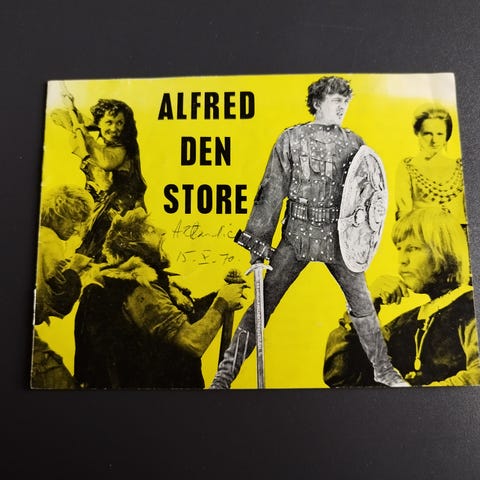 ALFRED
DEN
STORE
Atlantic
15-V-70.